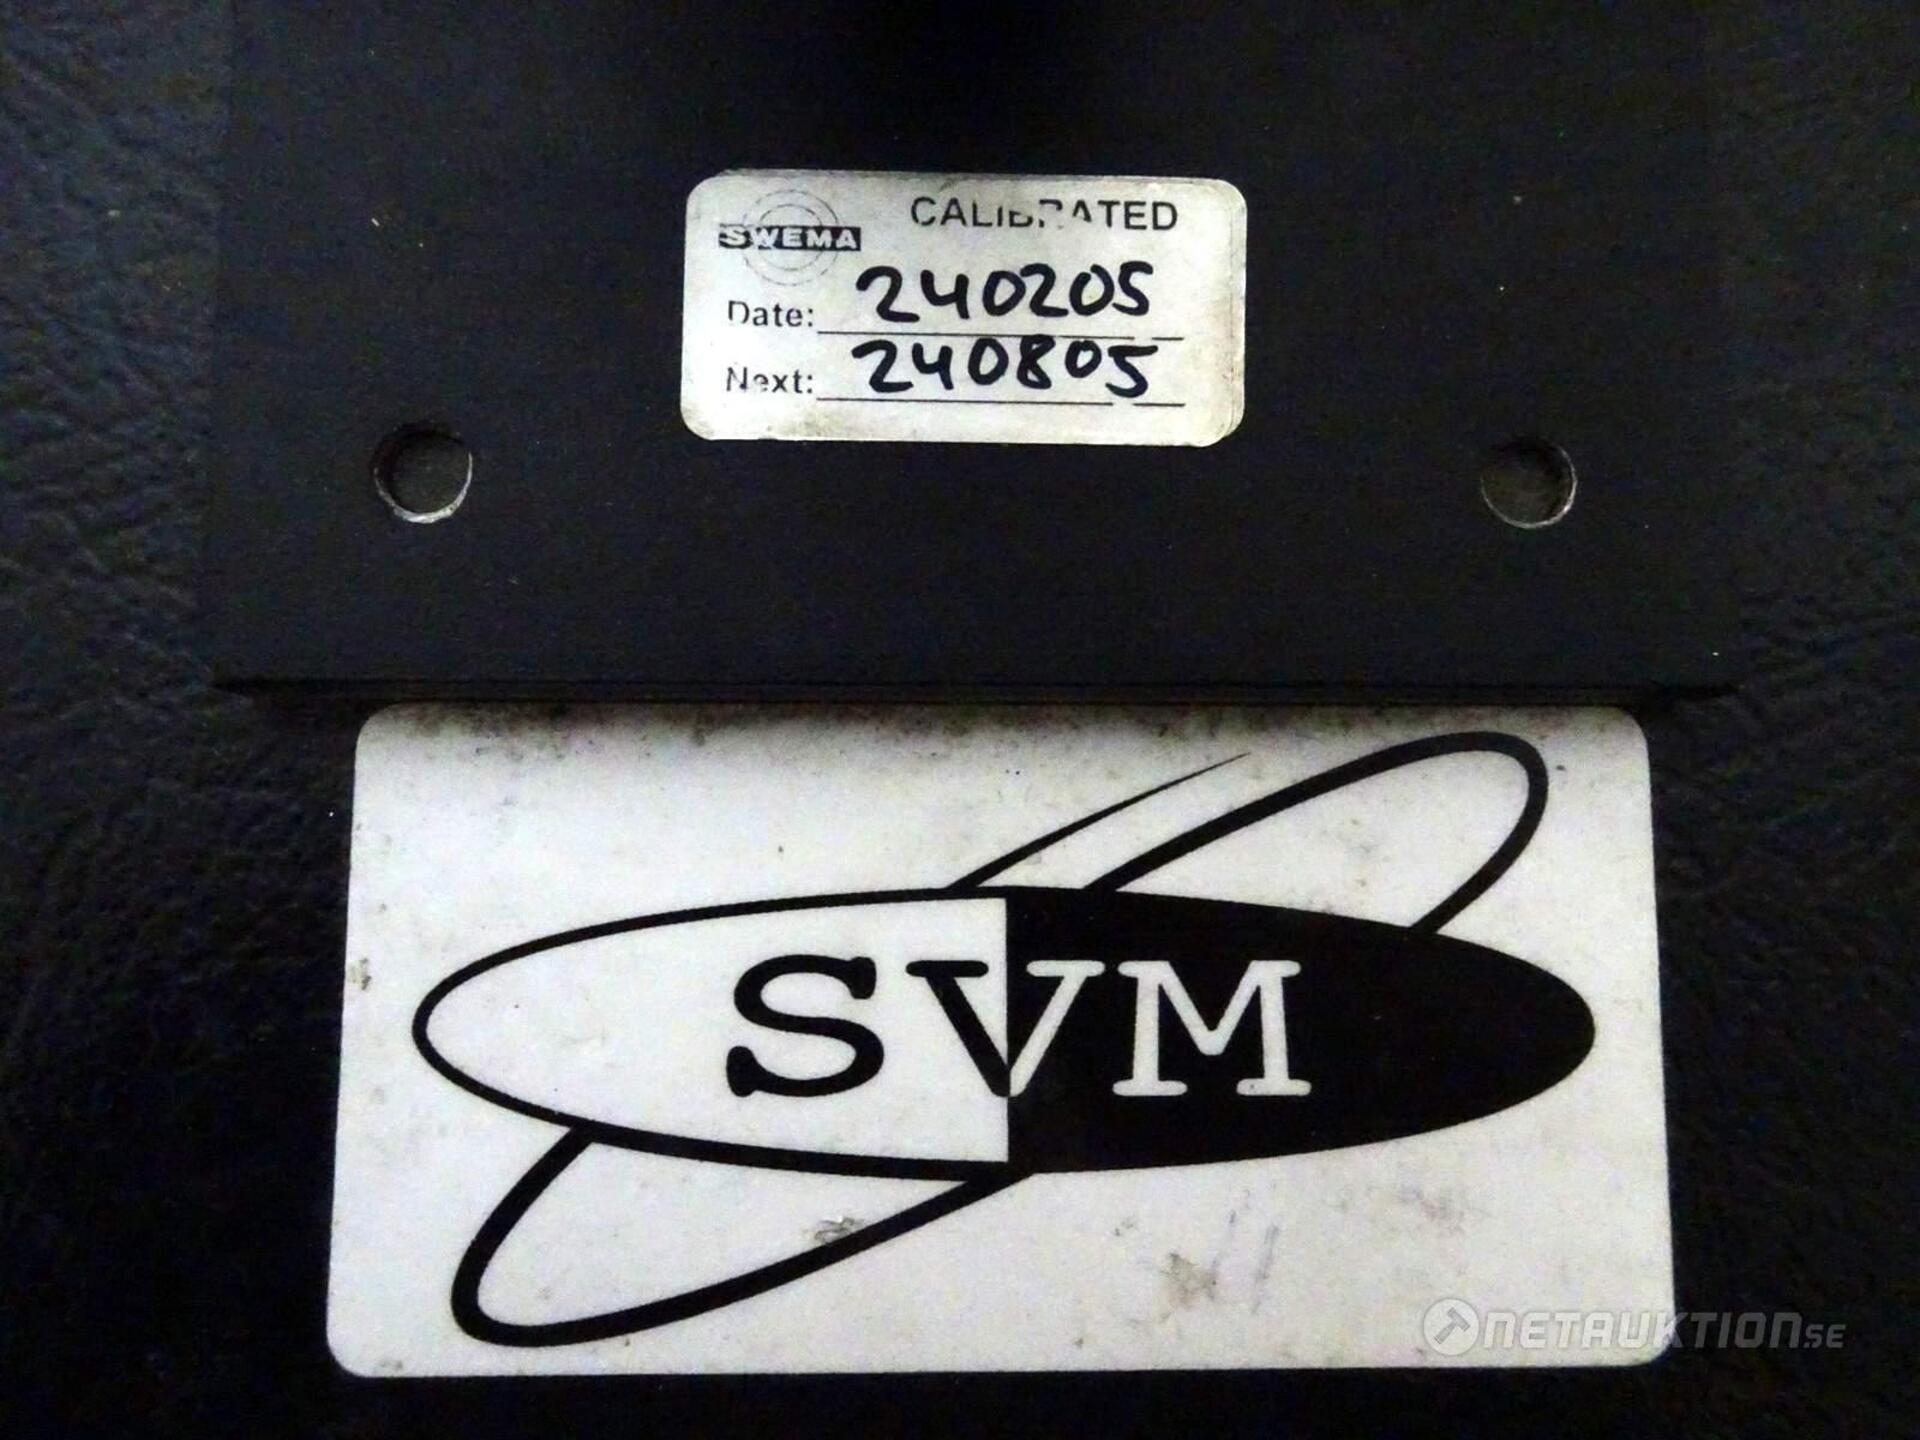 SWEMA
CALIBRATED
Date: 240205
Next: 240805
SVM
NETAUKTION.SE